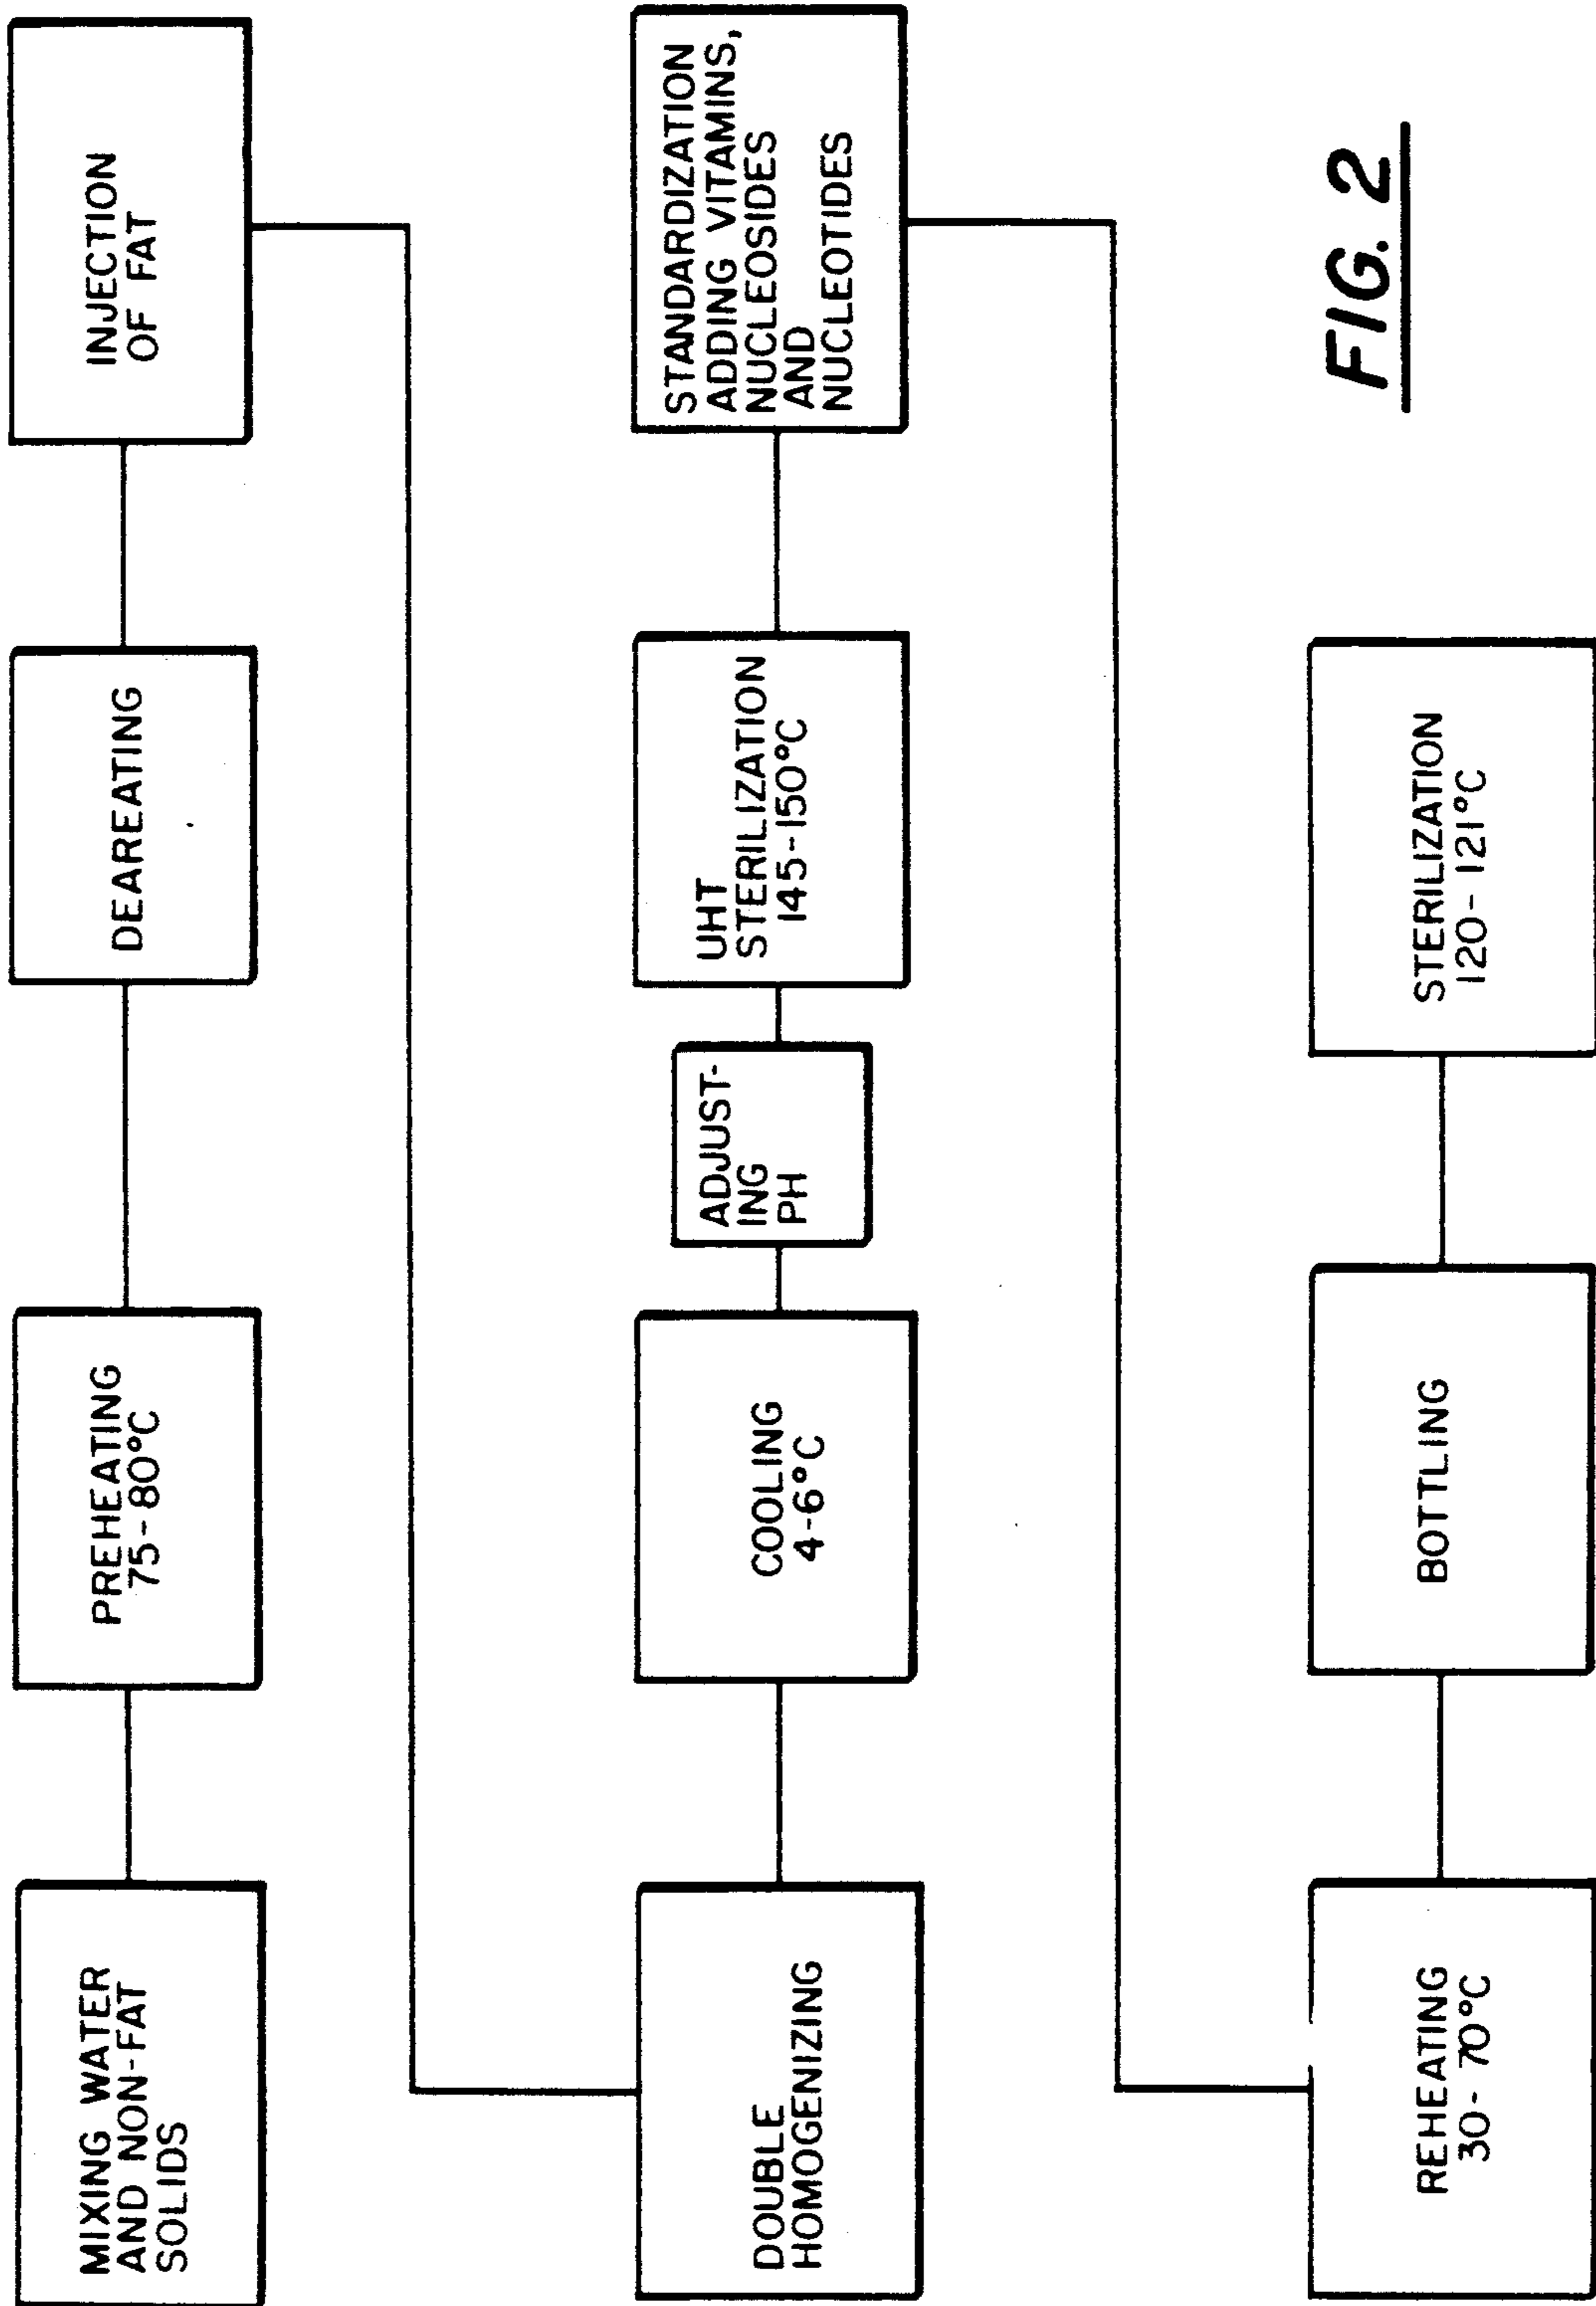 MIXING WATER
AND NON-FAT
SOLIDS
PREHEATING
75-80°C
DEAREATING
INJECTION
OF FAT
DOUBLE
HOMOGENIZING
COOLING
4-6°C
ADJUST-
ING
PH
UHT
STERILIZATION
145-150°C
STANDARDIZATION
ADDING VITAMINS,
NUCLEOSIDES
AND
NUCLEOTIDES
REHEATING
30-70°C
BOTTLING
STERILIZATION
120-121°C
FIG. 2